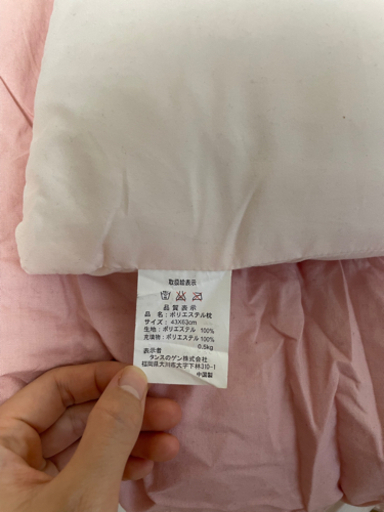 取扱絵表示
品質表示
品 名: ポリエステル枕
サイズ: 43X63cm
生地: ポリエステル 100%
充填物: ポリエステル 100%
0.5kg
表示者
タンスのゲン株式会社
福岡県大川市大字下林310-1
中国製